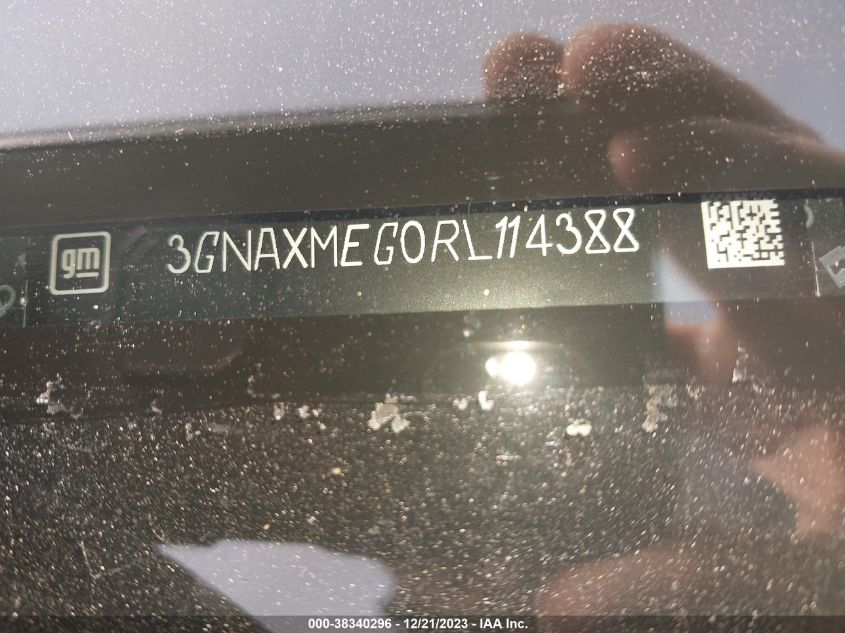 gm 3GNAXMEG0RL114388
000-38340296 - 12/21/2023 - IAA Inc.